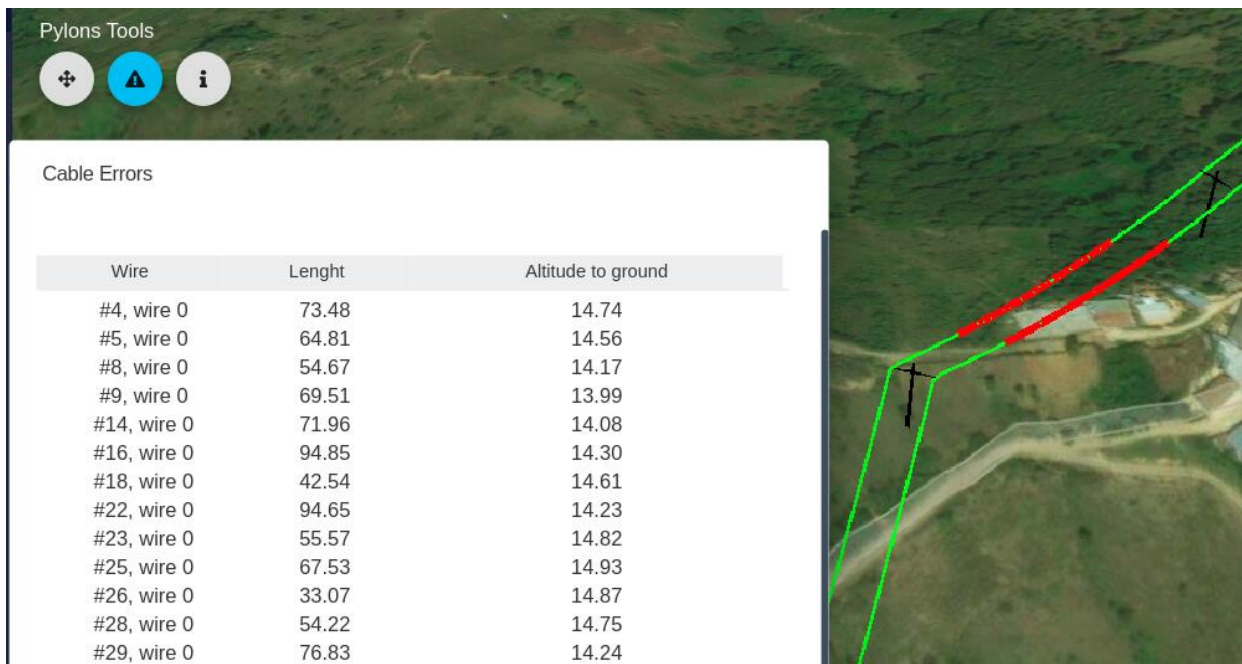 Pylons Tools
Cable Errors
Wire Lenght Altitude to ground
#4, wire 0 73.48 14.74
#5, wire 0 64.81 14.56
#8, wire 0 54.67 14.17
#9, wire 0 69.51 13.99
#14, wire 0 71.96 14.08
#16, wire 0 94.85 14.30
#18, wire 0 42.54 14.61
#22, wire 0 94.65 14.23
#23, wire 0 55.57 14.82
#25, wire 0 67.53 14.93
#26, wire 0 33.07 14.87
#28, wire 0 54.22 14.75
#29, wire 0 76.83 14.24